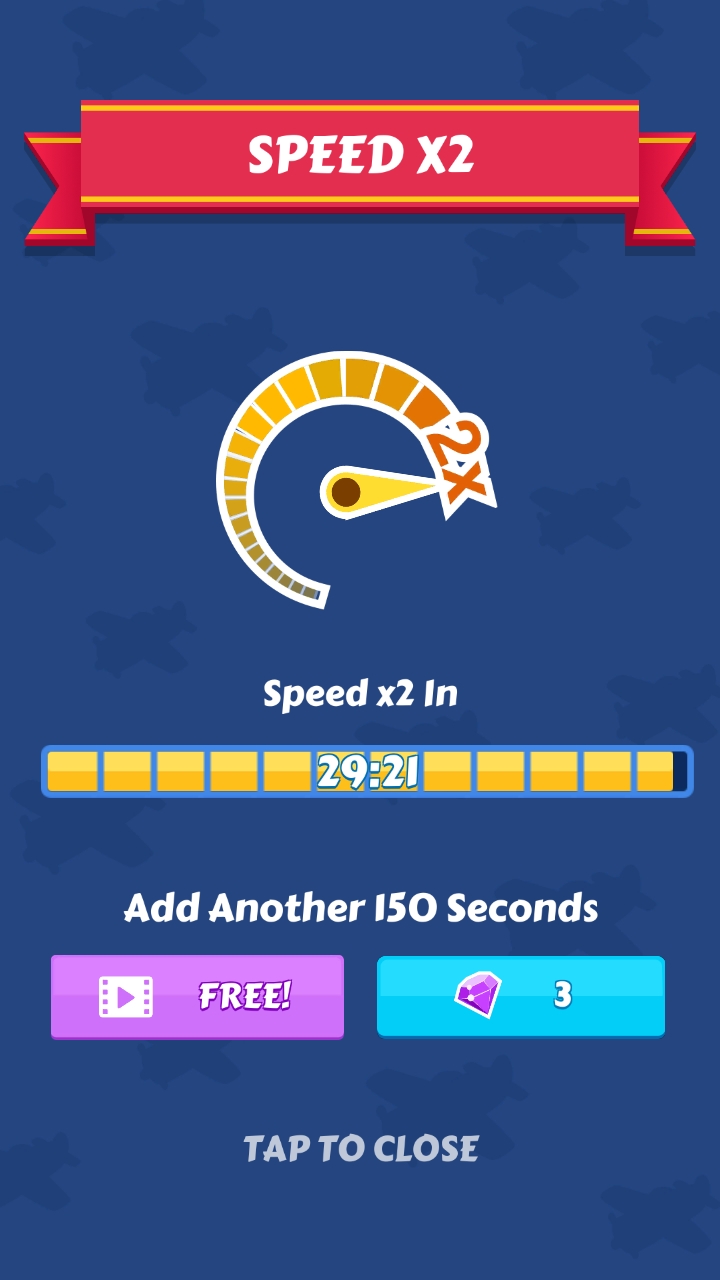 SPEED X2
2x
Speed x2 In
29:21
Add Another 150 Seconds
FREE!
3
TAP TO CLOSE